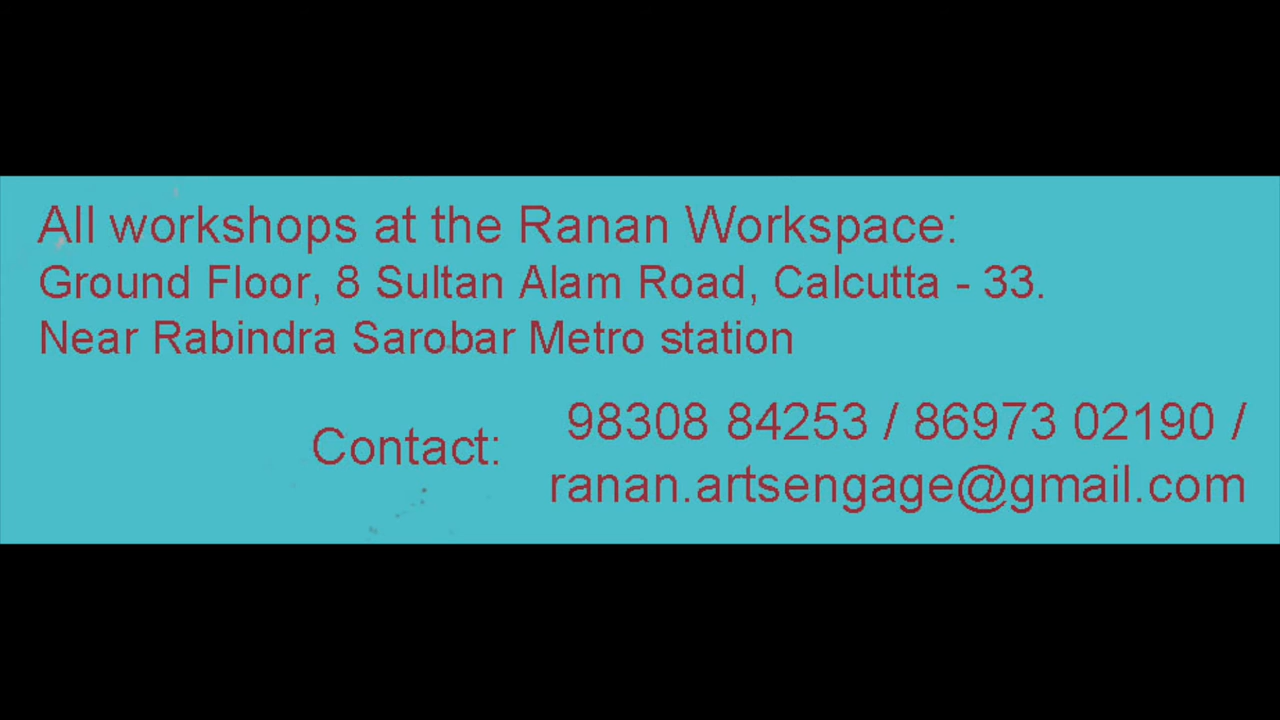 All workshops at the Ranan Workspace:
Ground Floor, 8 Sultan Alam Road, Calcutta - 33.
Near Rabindra Sarobar Metro station
Contact:
98308 84253 / 86973 02190 /
ranan.artsengage@gmail.com